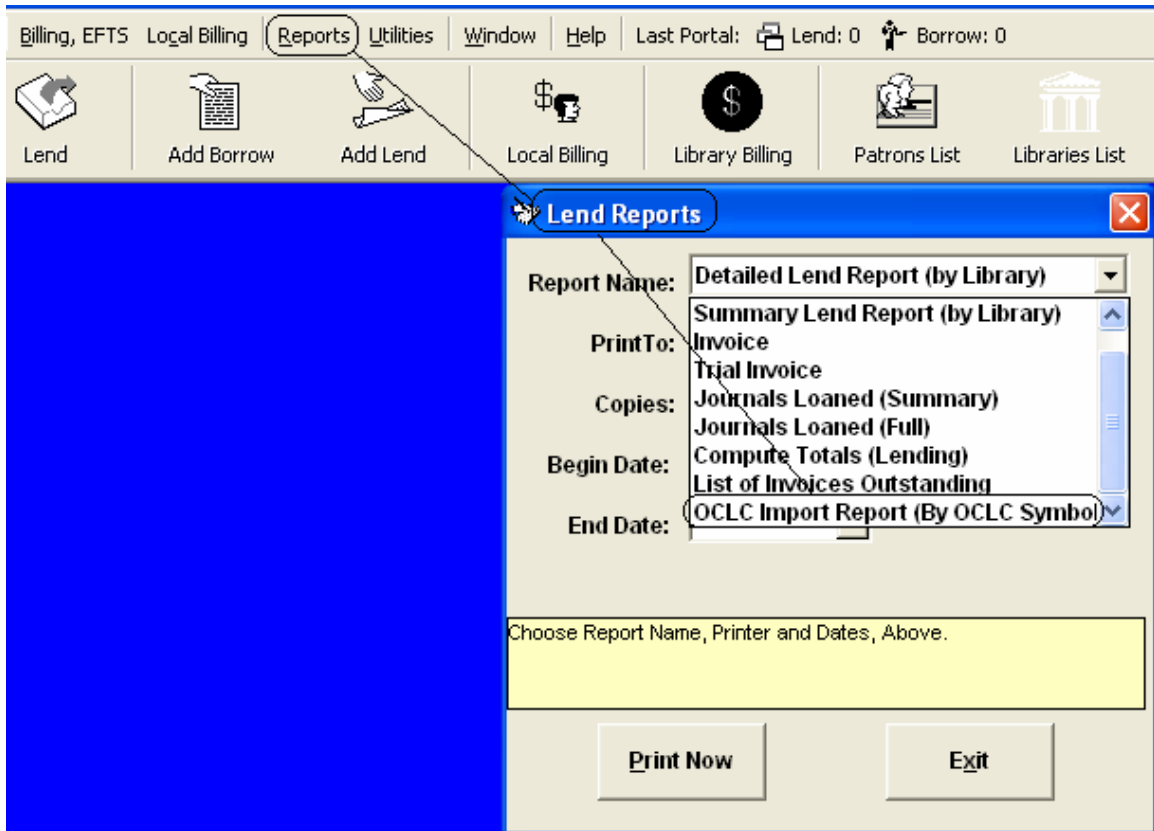 Billing, EFTS Local Billing Reports Utilities Window Help Last Portal: Lend: 0 Borrow: 0
$ $
Lend Add Borrow Add Lend Local Billing Library Billing Patrons List Libraries List
Lend Reports
Report Name: Detailed Lend Report (by Library)
Summary Lend Report (by Library)
PrintTo: Invoice
Trial Invoice
Copies: Journals Loaned (Summary)
Journals Loaned (Full)
Begin Date: Compute Totals (Lending)
List of Invoices Outstanding
OCLC Import Report (By OCLC Symbol)
End Date:
Choose Report Name, Printer and Dates, Above.
Print Now Exit